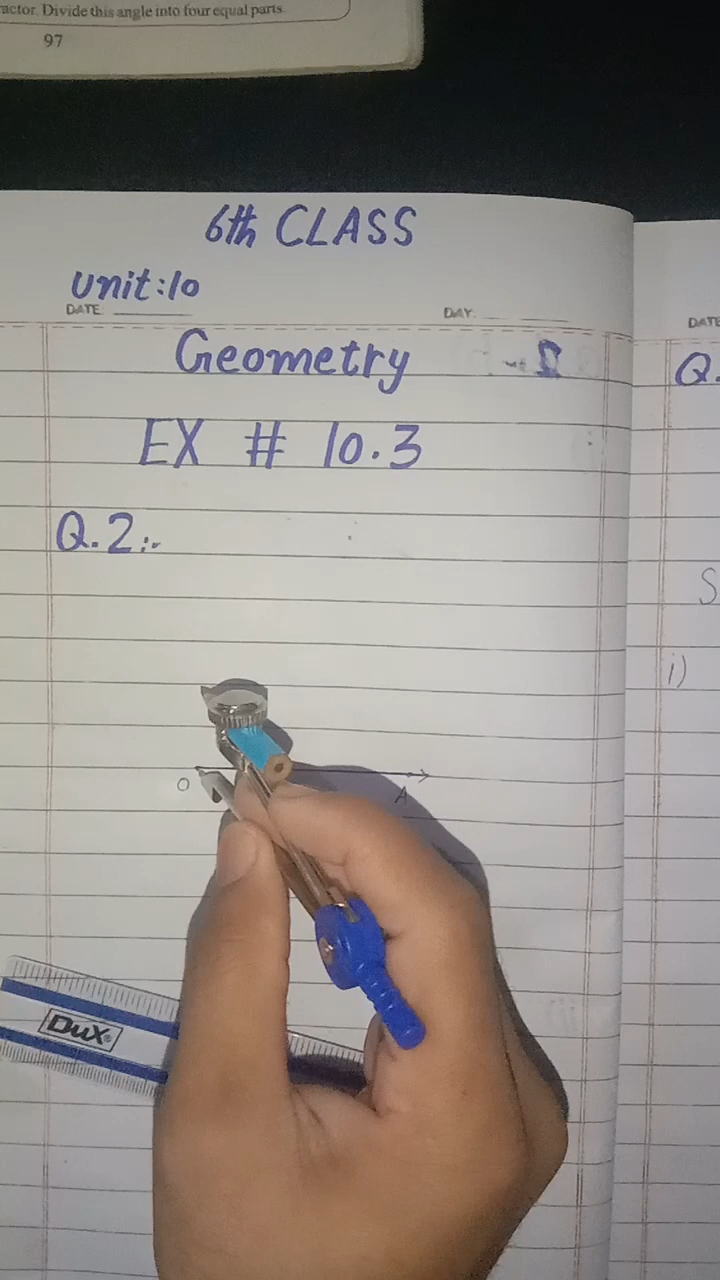 actor. Divide this angle into four equal parts.
97
6th CLASS
Unit:10
DATE:
DAY:
DATE
Geometry
Q.
EX # 10.3
Q.2:-
S
i)
O
A
DUX